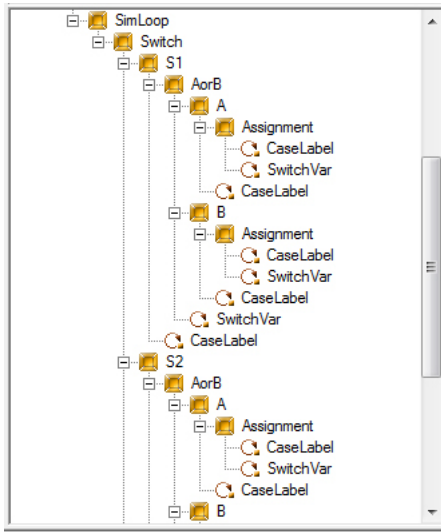 SimLoop
Switch
S1
AorB
A
Assignment
CaseLabel
SwitchVar
CaseLabel
B
Assignment
CaseLabel
SwitchVar
CaseLabel
SwitchVar
CaseLabel
S2
AorB
A
Assignment
CaseLabel
SwitchVar
CaseLabel
B